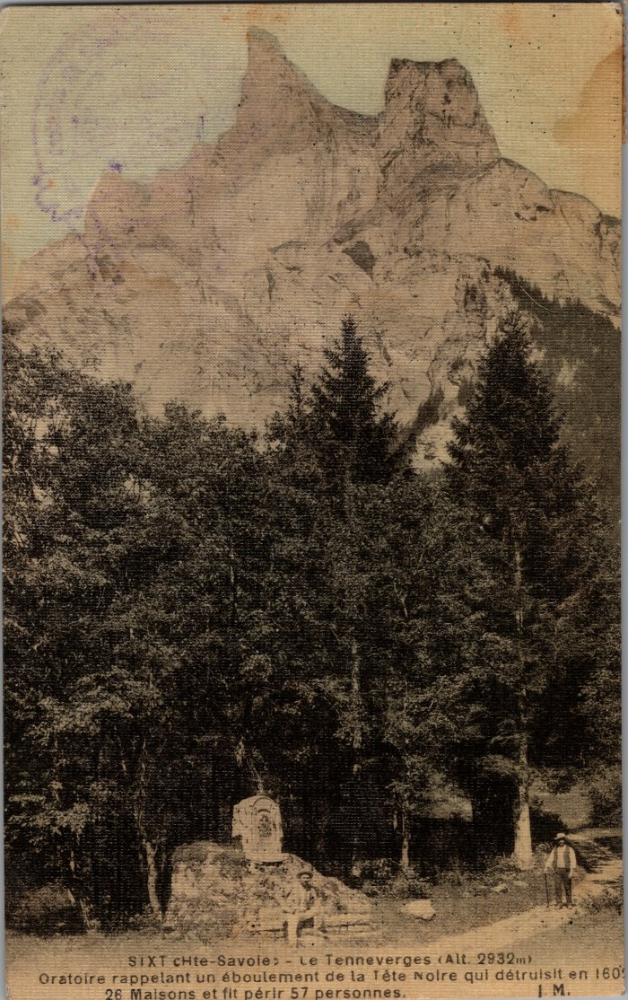 SIXT (Hte-Savoie) - Le Tenneverges (Alt. 2932m)
Oratoire rappelant un éboulement de la Tête Noire qui détruisit en 160
26 Maisons et fit périr 57 personnes. I. M.